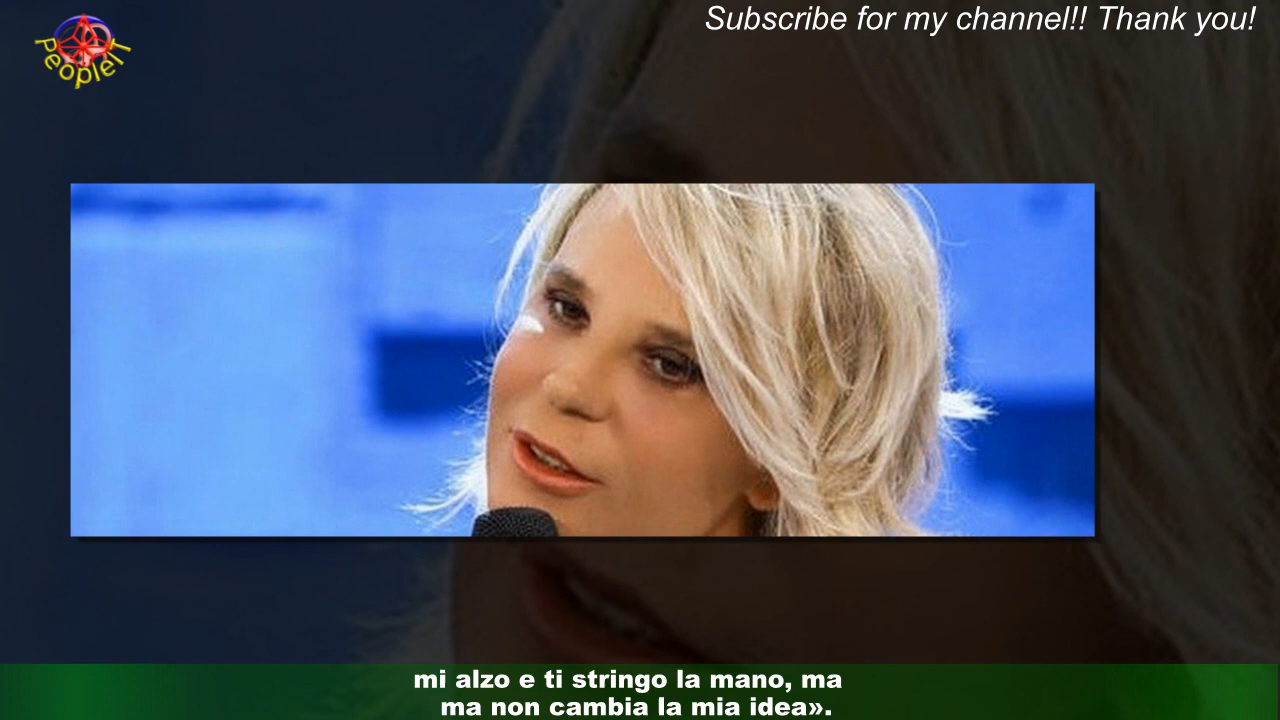 Subscribe for my channel!! Thank you!
PeopleIT
mi alzo e ti stringo la mano, ma
ma non cambia la mia idea».